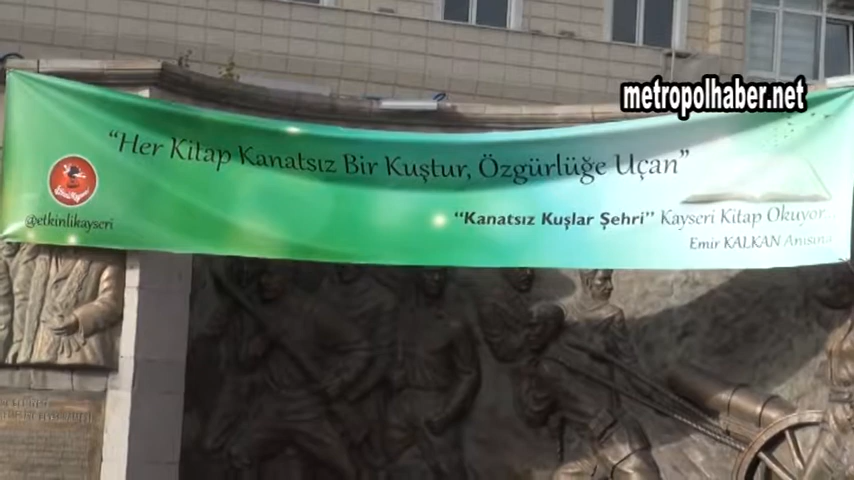 metropolhaber.net
"Her Kitap Kanatsız Bir Kuştur, Özgürlüğe Uçan"
@etkinlikayseri
"Kanatsız Kuşlar Şehri" Kayseri Kitap Okuyor...
Emir KALKAN Anısına